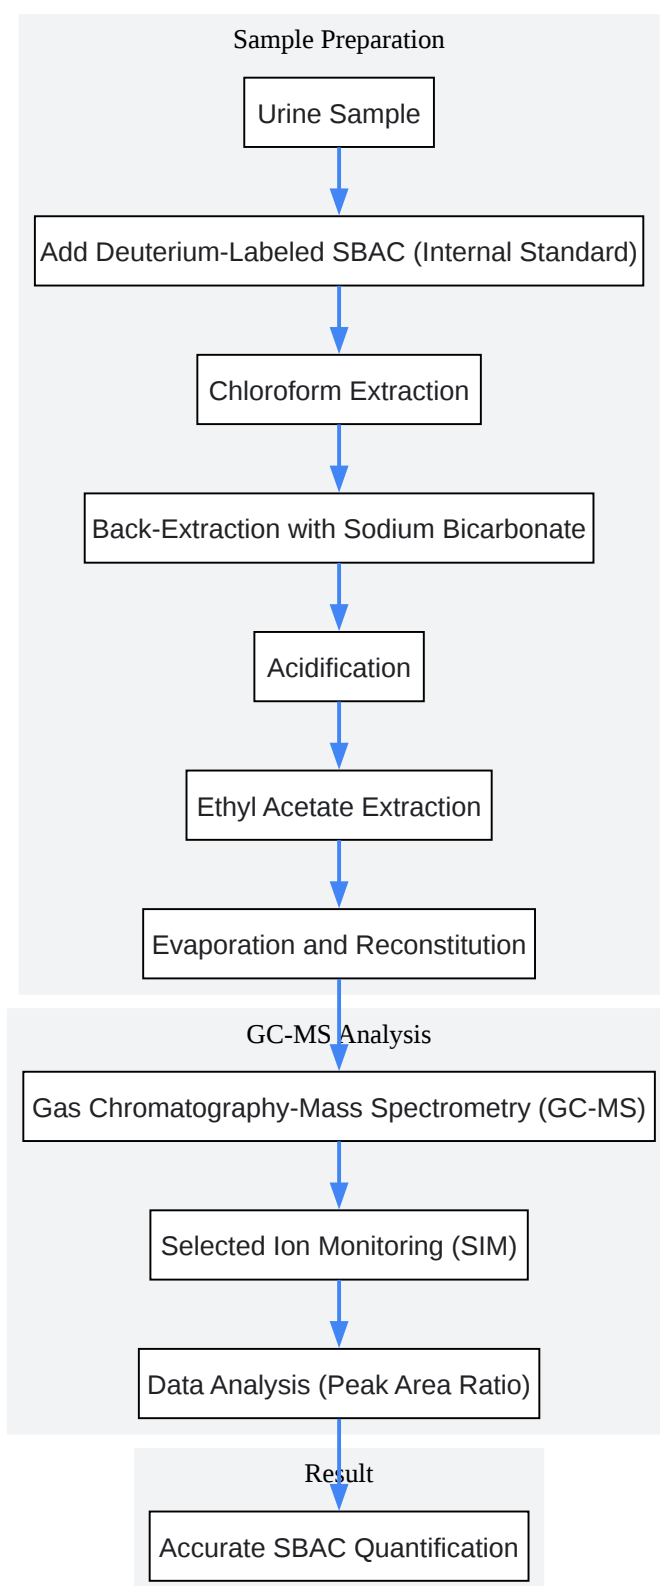 Sample Preparation
Urine Sample
Add Deuterium-Labeled SBAC (Internal Standard)
Chloroform Extraction
Back-Extraction with Sodium Bicarbonate
Acidification
Ethyl Acetate Extraction
Evaporation and Reconstitution
GC-MS Analysis
Gas Chromatography-Mass Spectrometry (GC-MS)
Selected Ion Monitoring (SIM)
Data Analysis (Peak Area Ratio)
Result
Accurate SBAC Quantification